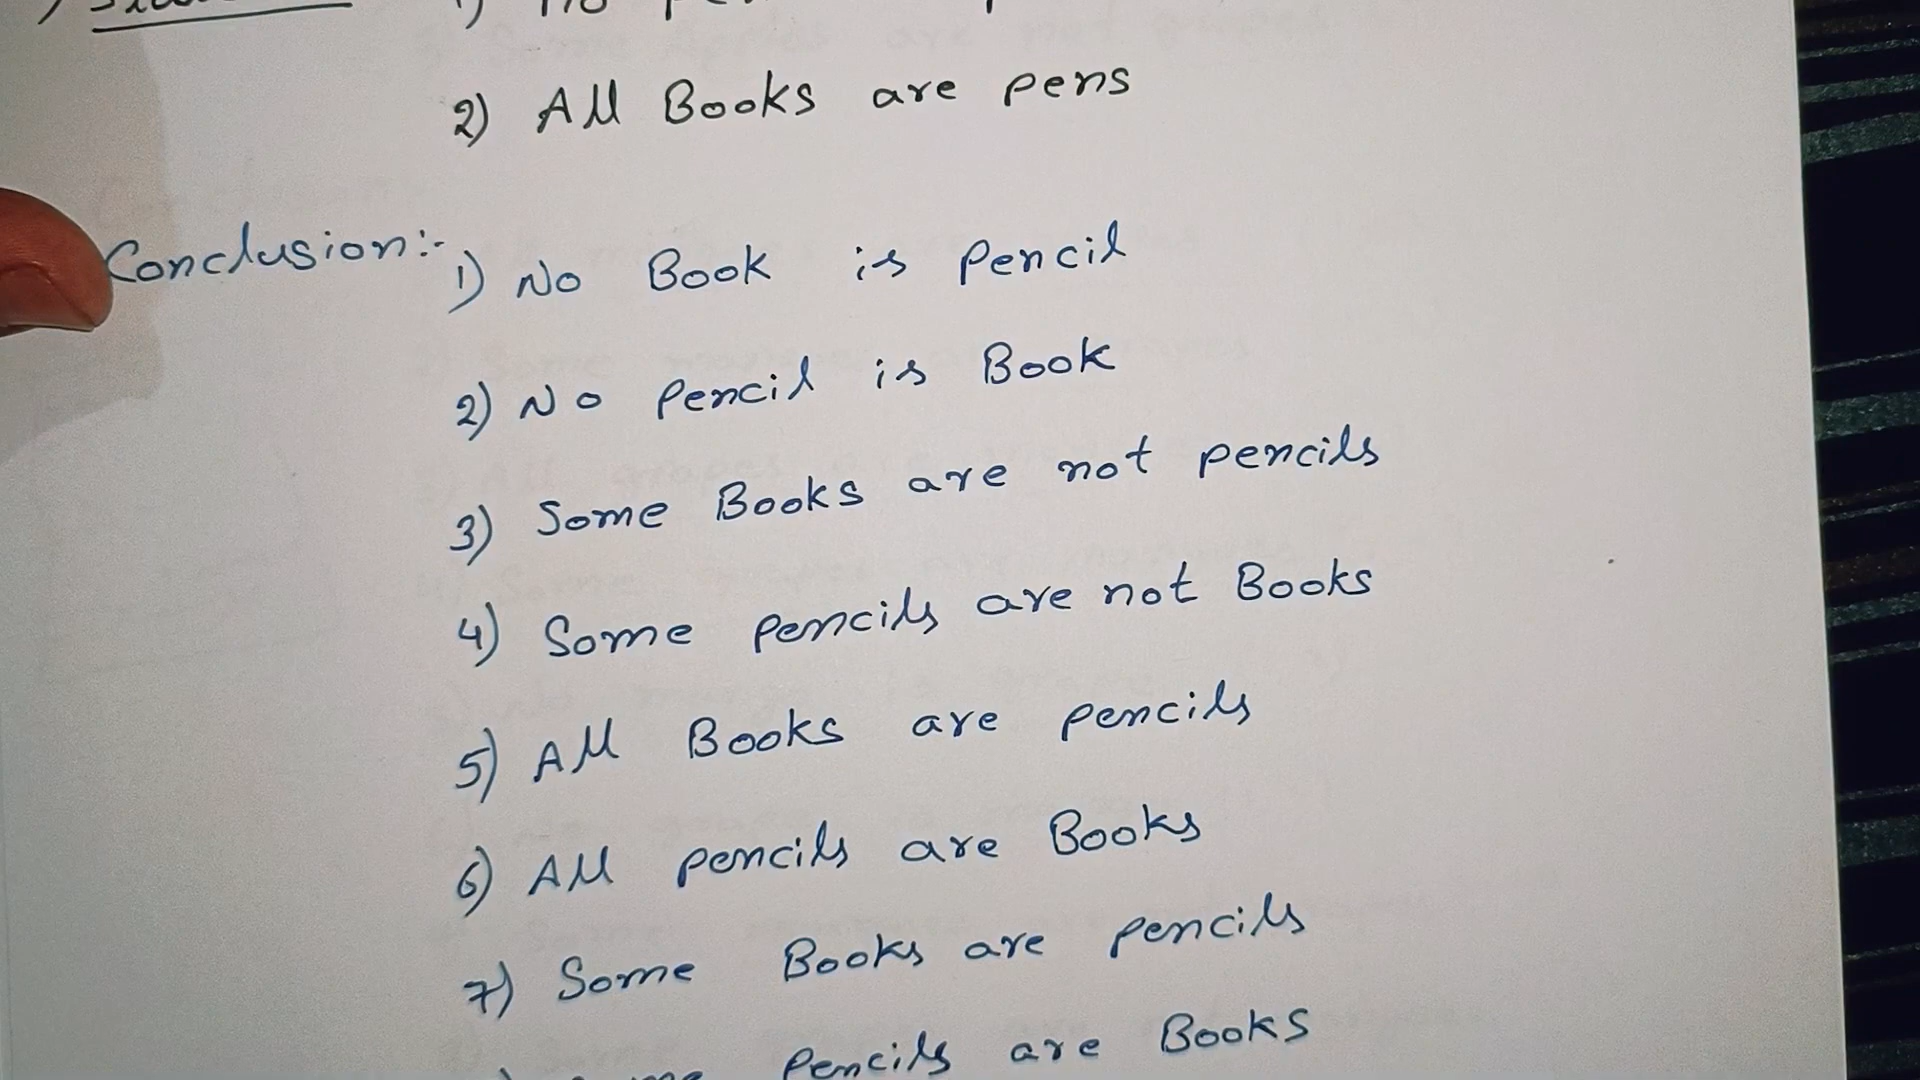 2) All Books are pens
Conclusion:- 1) No Book is Pencil
2) No Pencil is Book
3) Some Books are not pencils
4) Some pencils are not Books
5) All Books are pencils
6) All pencils are Books
7) Some Books are pencils
Pencils are Books